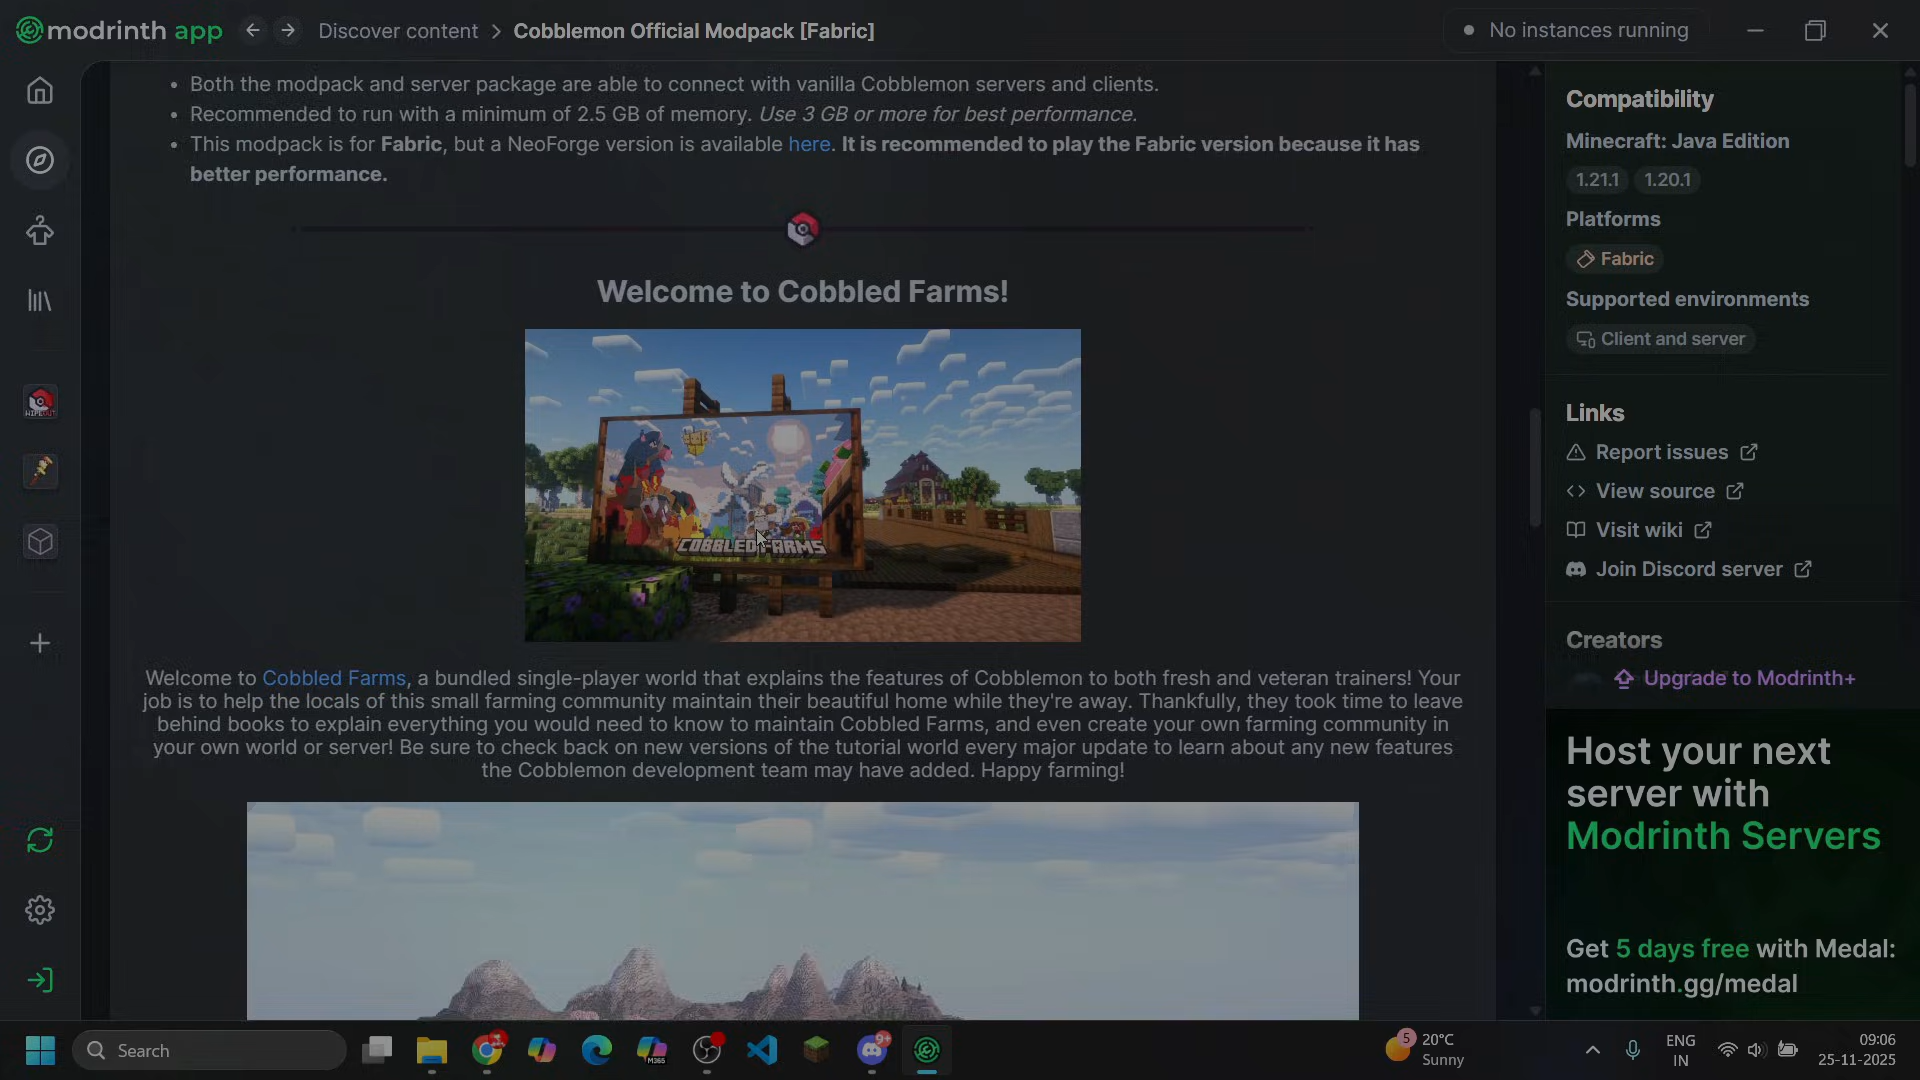 modrinth app
Discover content
Cobblemon Official Modpack [Fabric]
No instances running
Both the modpack and server package are able to connect with vanilla Cobblemon servers and clients.
Recommended to run with a minimum of 2.5 GB of memory. Use 3 GB or more for best performance.
This modpack is for Fabric, but a NeoForge version is available here. It is recommended to play the Fabric version because it has
better performance.
Welcome to Cobbled Farms!
COBBLED FARMS
Welcome to Cobbled Farms, a bundled single-player world that explains the features of Cobblemon to both fresh and veteran trainers! Your
job is to help the locals of this small farming community maintain their beautiful home while they're away. Thankfully, they took time to leave
behind books to explain everything you would need to know to maintain Cobbled Farms, and even create your own farming community in
your own world or server! Be sure to check back on new versions of the tutorial world every major update to learn about any new features
the Cobblemon development team may have added. Happy farming!
Compatibility
Minecraft: Java Edition
1.21.1 1.20.1
Platforms
Fabric
Supported environments
Client and server
Links
Report issues
View source
Visit wiki
Join Discord server
Creators
Upgrade to Modrinth+
Host your next
server with
Modrinth Servers
Get 5 days free with Medal:
modrinth.gg/medal
Search
M365
9+
5
20°C
Sunny
ENG
IN
09:06
25-11-2025